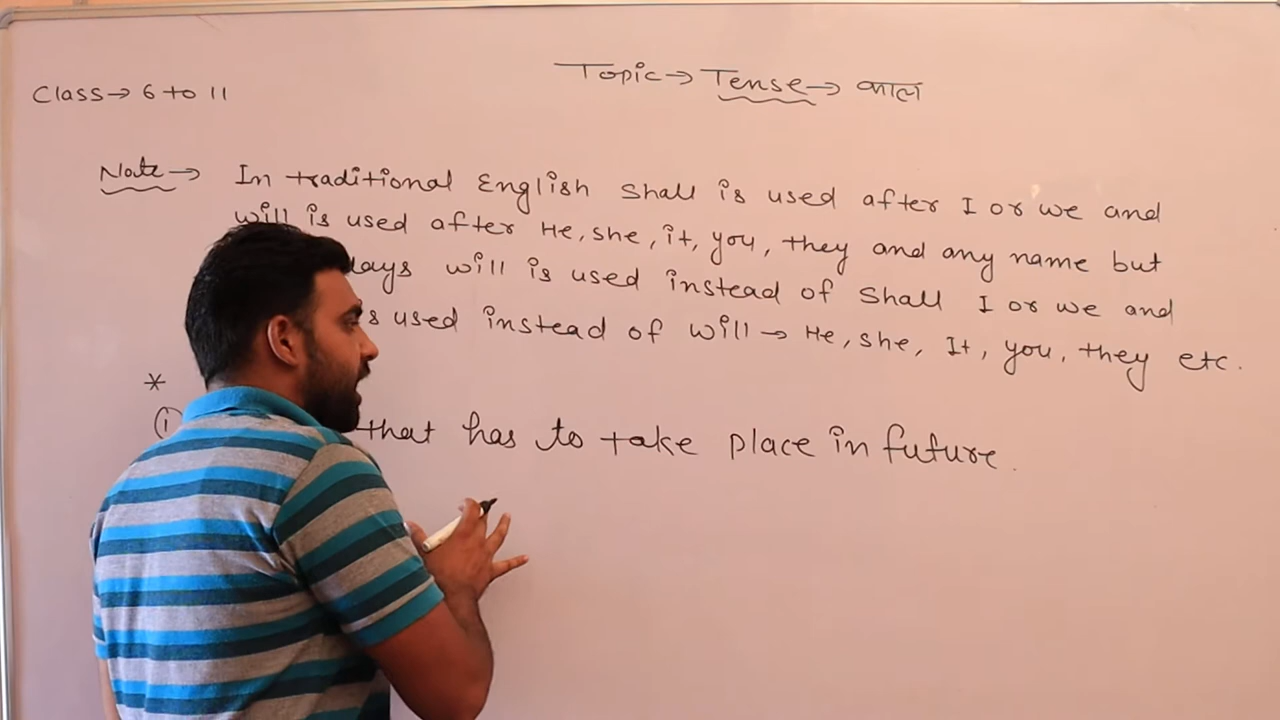 Topic → Tense → काल
Class → 6 to 11
Note → In traditional English shall is used after I or we and
will is used after He, she, it, you, they and any name but
days will is used instead of shall I or we and
s used instead of will → He, she, It, you, they etc.
*
① that has to take place in future.